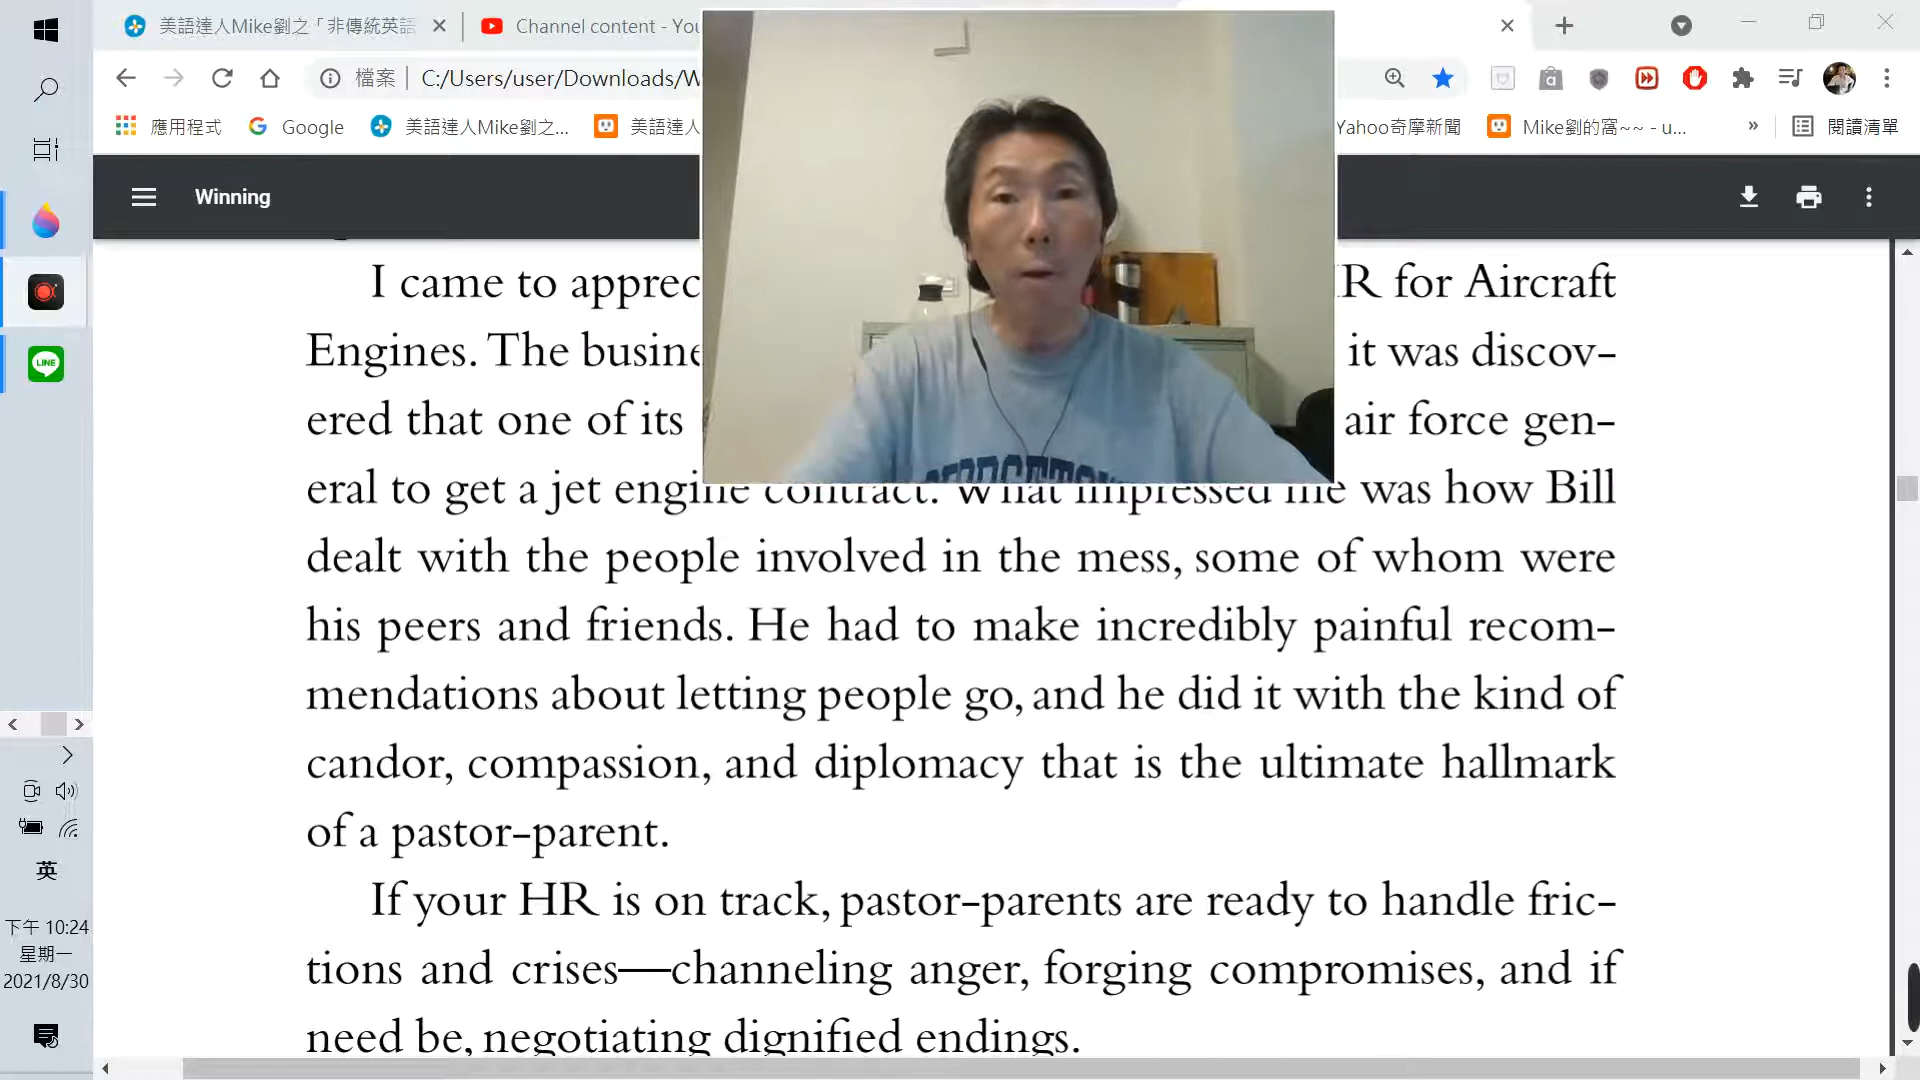 美語達人Mike劉之「非傳統英語
Channel content - You
檔案
C:/Users/user/Downloads/W
應用程式
Google
美語達人Mike劉之...
美語達人
Yahoo奇摩新聞
Mike劉的窩~~ - u...
»
閱讀清單
Winning
I came to apprec
R for Aircraft
Engines. The busine
it was discov-
ered that one of its
air force gen-
eral to get a jet engine contract. What impressed me was how Bill
dealt with the people involved in the mess, some of whom were
his peers and friends. He had to make incredibly painful recom-
mendations about letting people go, and he did it with the kind of
candor, compassion, and diplomacy that is the ultimate hallmark
of a pastor-parent.
If your HR is on track, pastor-parents are ready to handle fric-
tions and crises—channeling anger, forging compromises, and if
need be, negotiating dignified endings.
LINE
英
下午 10:24
星期一
2021/8/30